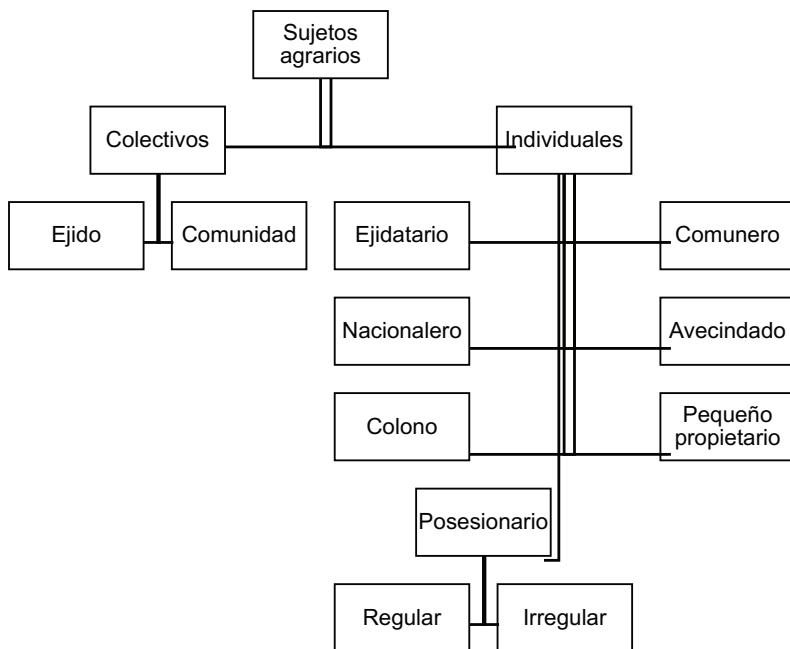 Sujetos
agrarios
Colectivos
Individuales
Ejido
Comunidad
Ejidatario
Comunero
Nacionalero
Avecindado
Colono
Pequeño
propietario
Posesionario
Regular
Irregular